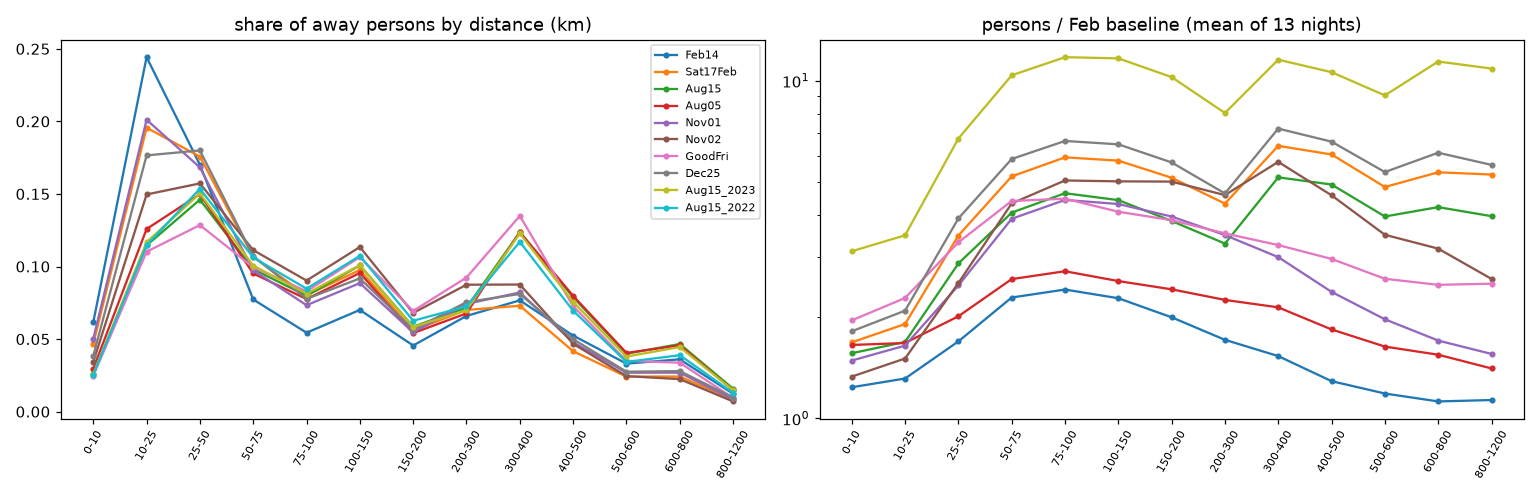 share of away persons by distance (km)
0.25
0.20
0.15
0.10
0.05
0.00
Feb14
Sat17Feb
Aug15
Aug05
Nov01
Nov02
GoodFri
Dec25
Aug15_2023
Aug15_2022
0-10
10-25
25-50
50-75
75-100
100-150
150-200
200-300
300-400
400-500
500-600
600-800
800-1200
persons / Feb baseline (mean of 13 nights)
10¹
10⁰
0-10
10-25
25-50
50-75
75-100
100-150
150-200
200-300
300-400
400-500
500-600
600-800
800-1200